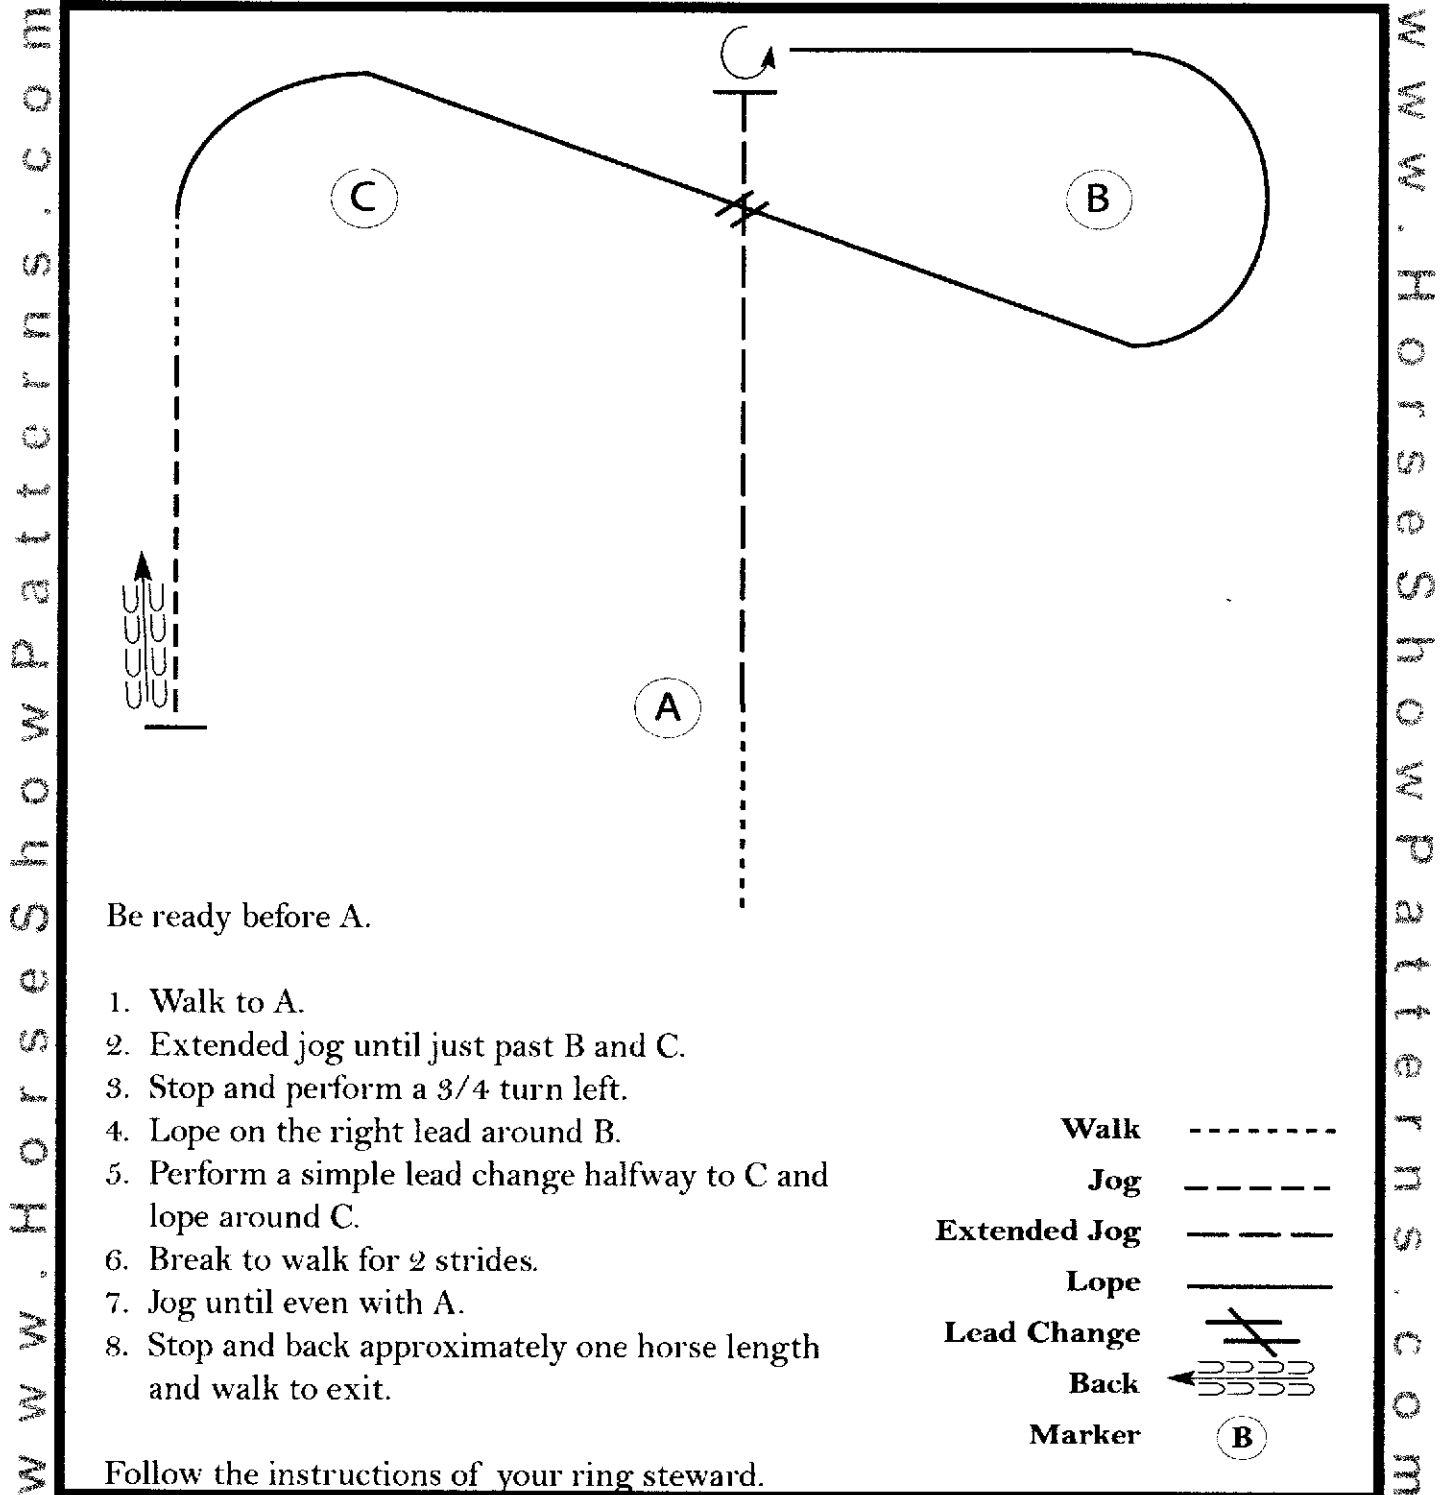 www.HorseShowPatterns.com
C
B
A
Be ready before A.
1. Walk to A.
2. Extended jog until just past B and C.
3. Stop and perform a 3/4 turn left.
4. Lope on the right lead around B.
5. Perform a simple lead change halfway to C and
lope around C.
6. Break to walk for 2 strides.
7. Jog until even with A.
8. Stop and back approximately one horse length
and walk to exit.
Follow the instructions of your ring steward.
Walk
Jog
Extended Jog
Lope
Lead Change
Back
Marker B
www.HorseShowPatterns.com